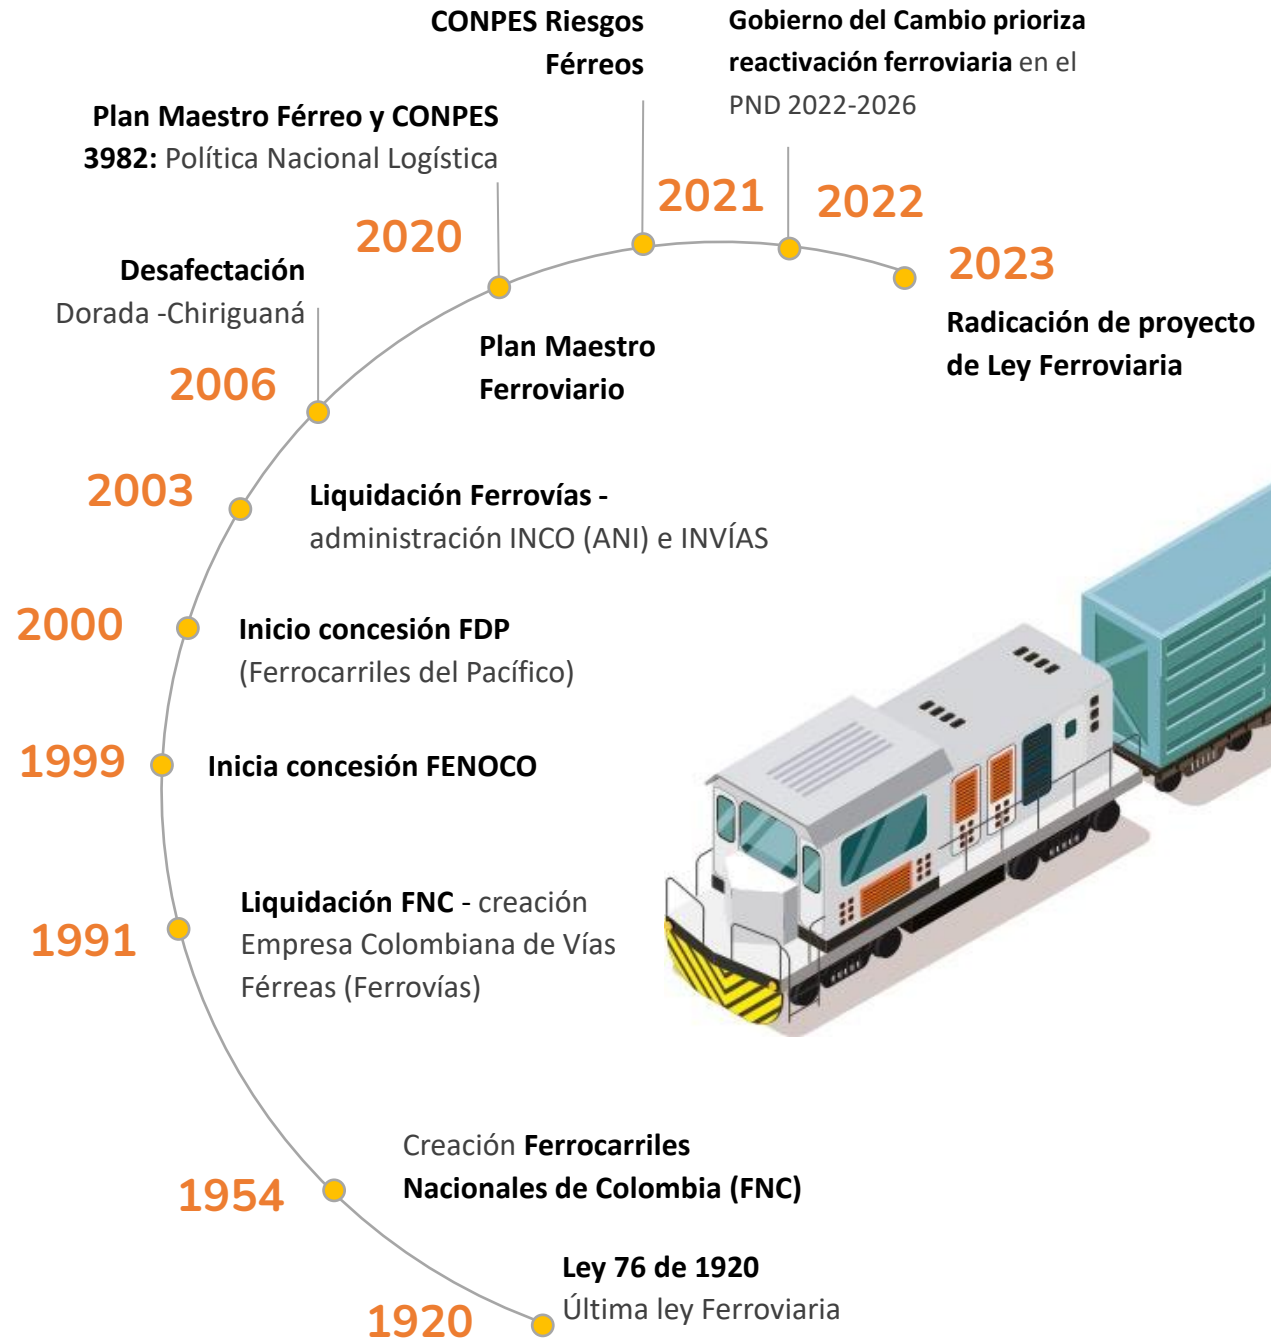 CONPES Riesgos
Férreos
Gobierno del Cambio prioriza
reactivación ferroviaria en el
PND 2022-2026
Plan Maestro Férreo y CONPES
3982: Política Nacional Logística
2021
2022
2020
2023
Desafectación
Dorada -Chiriguaná
Radicación de proyecto
de Ley Ferroviaria
Plan Maestro
Ferroviario
2006
2003
Liquidación Ferrovías -
administración INCO (ANI) e INVÍAS
2000
Inicio concesión FDP
(Ferrocarriles del Pacífico)
1999
Inicia concesión FENOCO
1991
Liquidación FNC - creación
Empresa Colombiana de Vías
Férreas (Ferrovías)
1954
Creación Ferrocarriles
Nacionales de Colombia (FNC)
Ley 76 de 1920
Última ley Ferroviaria
1920